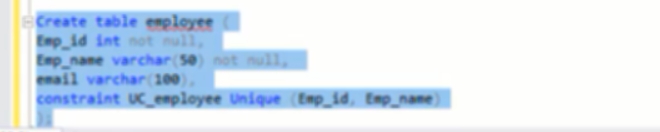 Create table employee (
Emp_id int not null,
Emp_name varchar(50) not null,
email varchar(100),
constraint UC_employee Unique (Emp_id, Emp_name)
);